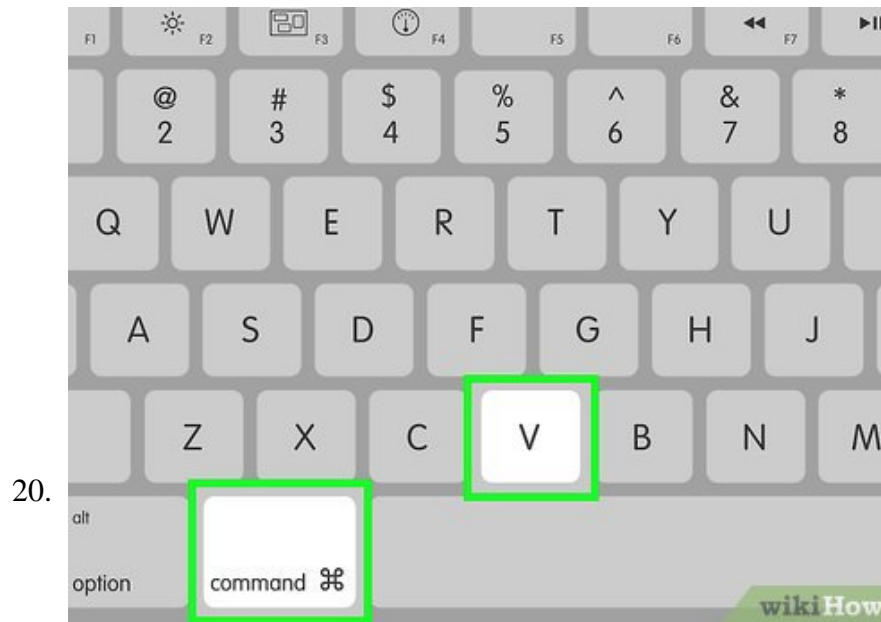 F1 F2 F3 F4 F5 F6 F7
@ # $ % ^ & *
2 3 4 5 6 7 8
Q W E R T Y U
A S D F G H J
Z X C V B N M
20.
alt
option command ⌘
wikiHow